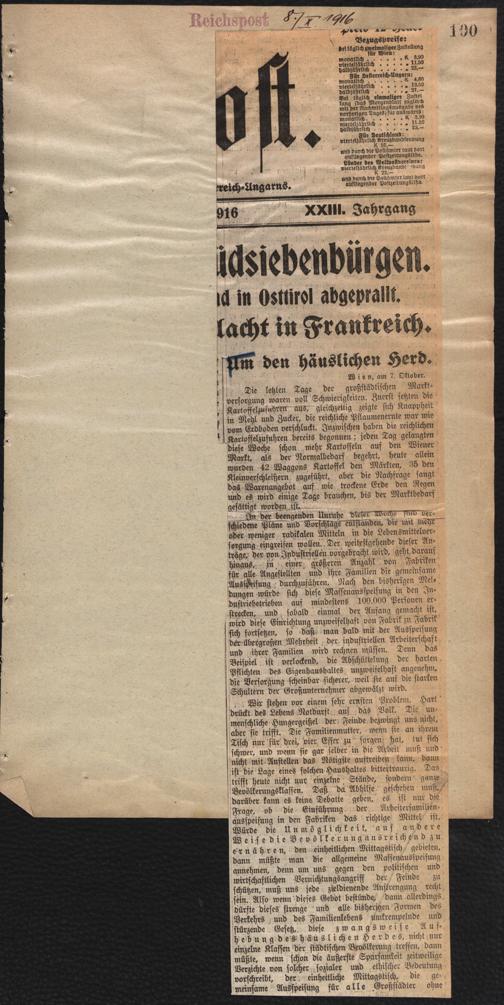 Reichspost 8/X 1916
100
Preis 12 Heller
Bezugspreise:
ost.
Für Österreich-Ungarn:
Für Deutschland:
reich-Ungarns.
916 XXIII. Jahrgang
üdsiebenbürgen.
nd in Osttirol abgeprallt.
lacht in Frankreich.
Um den häuslichen Herd.
Wien, am 7. Oktober.
Die letzten Tage der großstädtischen Markt-
versorgung waren voll Schwierigkeiten. Zuerst setzten die
Kartoffelzufuhren aus, gleichzeitig zeigte sich Knappheit
in Mehl und Zucker, die reichliche Pflaumenernte war wie
vom Erdboden verschluckt. Inzwischen haben die reichlichen
Kartoffelzufuhren bereits begonnen; jeden Tag gelangten
diese Woche schon mehr Kartoffeln auf den Wiener
Markt, als der Normalbedarf begehrt, heute allein
wurden 42 Waggons Kartoffel den Märkten, 35 den
Kleinverschleißern zugeführt, aber die Nachfrage saugt
das Warenangebot auf wie trockene Erde den Regen
und es wird einige Tage brauchen, bis der Marktbedarf
gesättigt worden ist.
In der beengenden Unruhe dieser Woche sind ver-
schiedene Pläne und Vorschläge entstanden, die mit mehr
oder weniger radikalen Mitteln in die Lebensmittelver-
sorgung eingreifen wollen. Der weitestgehende dieser An-
träge, der von Industriellen vorgebracht wird, geht darauf
hinaus, in einer größeren Anzahl von Fabriken
für alle Angestellten und ihre Familien die gemeinsame
Ausspeisung durchzuführen. Nach den bisherigen Mel-
dungen würde sich diese Massenausspeisung in den In-
dustriebetrieben auf mindestens 100.000 Personen er-
strecken, und sobald einmal der Anfang gemacht ist,
wird diese Einrichtung unzweifelhaft von Fabrik zu Fabrik
sich fortsetzen, so daß man bald mit der Ausspeisung
der übergroßen Mehrheit der industriellen Arbeiterschaft
und ihrer Familien wird rechnen müssen. Denn das
Beispiel ist verlockend, die Abschüttelung der harten
Pflichten des Eigenhaushaltes unzweifelhaft angenehm,
die Versorgung scheinbar sicherer, weil sie auf die starken
Schultern der Großunternehmer abgewälzt wird.
Wir stehen vor einem sehr ernsten Problem. Hart
drückt des Lebens Notdurft auf das Volk. Die un-
menschliche Hungergeißel der Feinde bezwingt uns nicht,
aber sie trifft. Die Familienmutter, wenn sie an ihrem
Tisch nur für drei, vier Esser zu sorgen hat, tut sich
schwer, und wenn sie gar selber in die Arbeit muß und
nicht mit Anstellen das Nötigste auftreiben kann, dann
ist die Lage eines solchen Haushaltes bittertraurig. Das
trifft heute nicht nur einzelne Stände, sondern ganze
Bevölkerungsklassen. Daß da Abhilfe geschehen muß,
darüber kann es keine Debatte geben, es ist nur die
Frage, ob die Einführung der Arbeiterfamilien-
ausspeisung in den Fabriken das richtige Mittel ist.
Würde die Unmöglichkeit, auf andere
Weise die Bevölkerung ausreichend zu
ernähren, den einheitlichen Mittagstisch gebieten,
dann müßte man die allgemeine Massenausspeisung
annehmen, denn um uns gegen den politischen und
wirtschaftlichen Vernichtungsangriff der Feinde zu
schützen, muß uns jede zieldienende Anstrengung recht
sein. Also wenn dieses Gebot bestünde, dann allerdings
dürfte dieses strenge und alle bisherigen Formen des
Verkehrs und des Familienlebens umkrempelnde und
stürzende Gesetz, diese zwangsweise Auf-
hebung des häuslichen Herdes, nicht nur
einzelne Klassen der städtischen Bevölkerung treffen, dann
müßte, wenn schon die äußerste Sparsamkeit zeitweilige
Verzichte von solcher sozialer und ethischer Bedeutung
vorschreibt, der einheitliche Mittagstisch, die ge-
meinsame Ausspeisung für alle Großstädter ohne